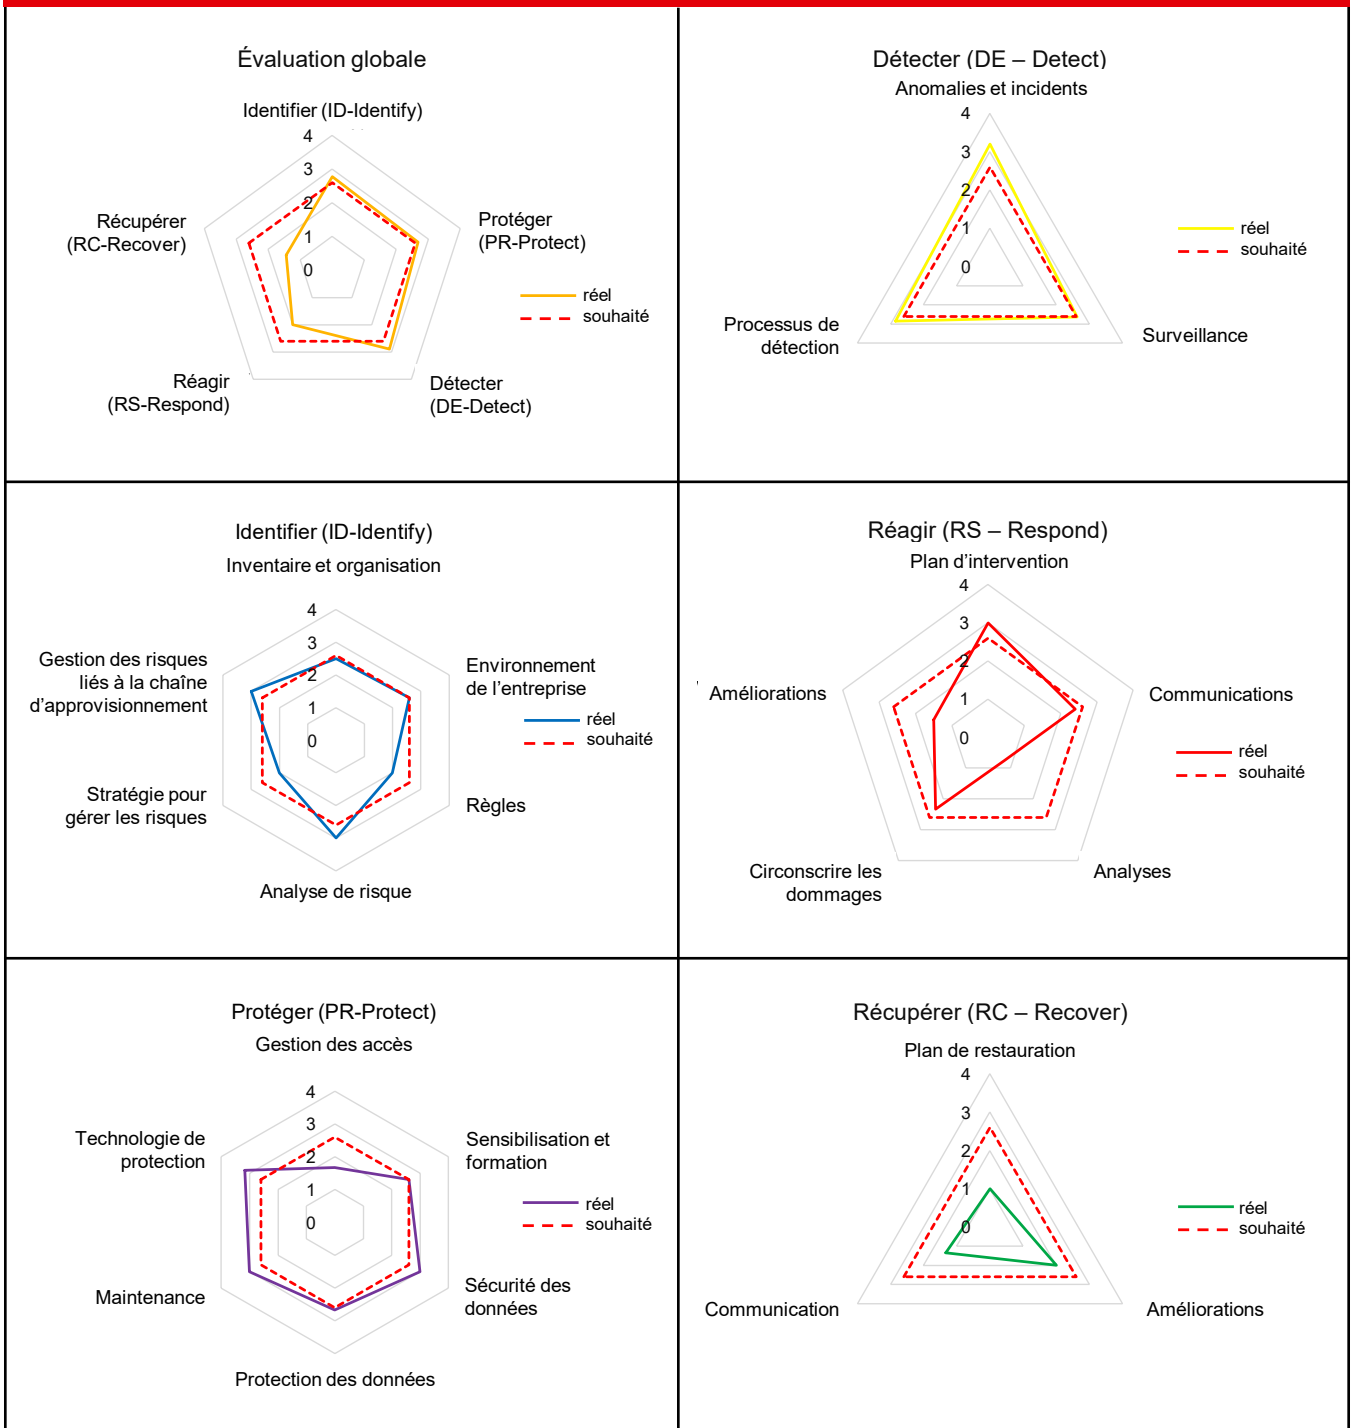 Évaluation globale
Identifier (ID-Identify)
4
3
2
1
0
Récupérer
(RC-Recover)
Protéger
(PR-Protect)
réel
souhaité
Réagir
(RS-Respond)
Détecter
(DE-Detect)
Détecter (DE – Detect)
Anomalies et incidents
4
3
2
1
0
réel
souhaité
Processus de
détection
Surveillance
Identifier (ID-Identify)
Inventaire et organisation
4
3
2
1
0
Gestion des risques
liés à la chaîne
d’approvisionnement
Environnement
de l’entreprise
réel
souhaité
Stratégie pour
gérer les risques
Règles
Analyse de risque
Réagir (RS – Respond)
Plan d’intervention
4
3
2
1
0
Améliorations
Communications
réel
souhaité
Circonscrire les
dommages
Analyses
Protéger (PR-Protect)
Gestion des accès
4
3
2
1
0
Technologie de
protection
Sensibilisation et
formation
réel
souhaité
Maintenance
Sécurité des
données
Protection des données
Récupérer (RC – Recover)
Plan de restauration
4
3
2
1
0
réel
souhaité
Communication
Améliorations